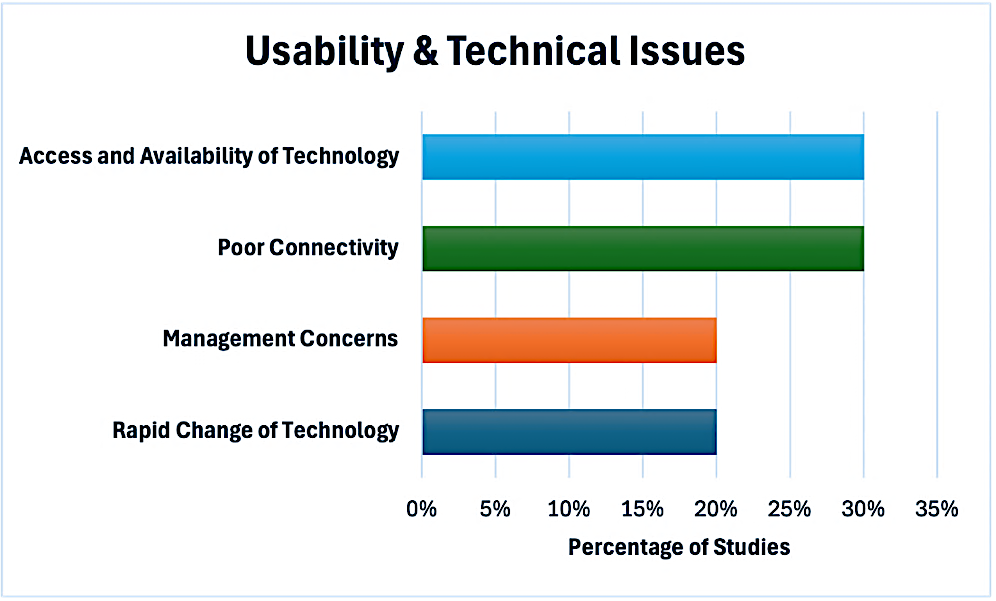 Usability & Technical Issues
Access and Availability of Technology
Poor Connectivity
Management Concerns
Rapid Change of Technology
0% 5% 10% 15% 20% 25% 30% 35%
Percentage of Studies